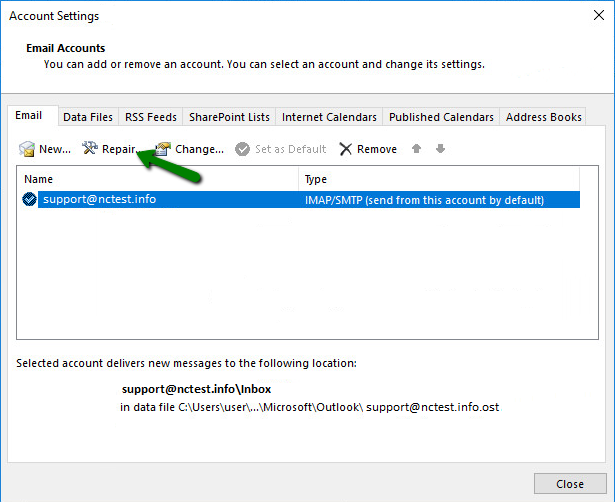 Account Settings
Email Accounts
You can add or remove an account. You can select an account and change its settings.
Email Data Files RSS Feeds SharePoint Lists Internet Calendars Published Calendars Address Books
New... Repair... Change... Set as Default Remove
Name Type
support@nctest.info IMAP/SMTP (send from this account by default)
Selected account delivers new messages to the following location:
support@nctest.info\Inbox
in data file C:\Users\user\...\Microsoft\Outlook\ support@nctest.info.ost
Close